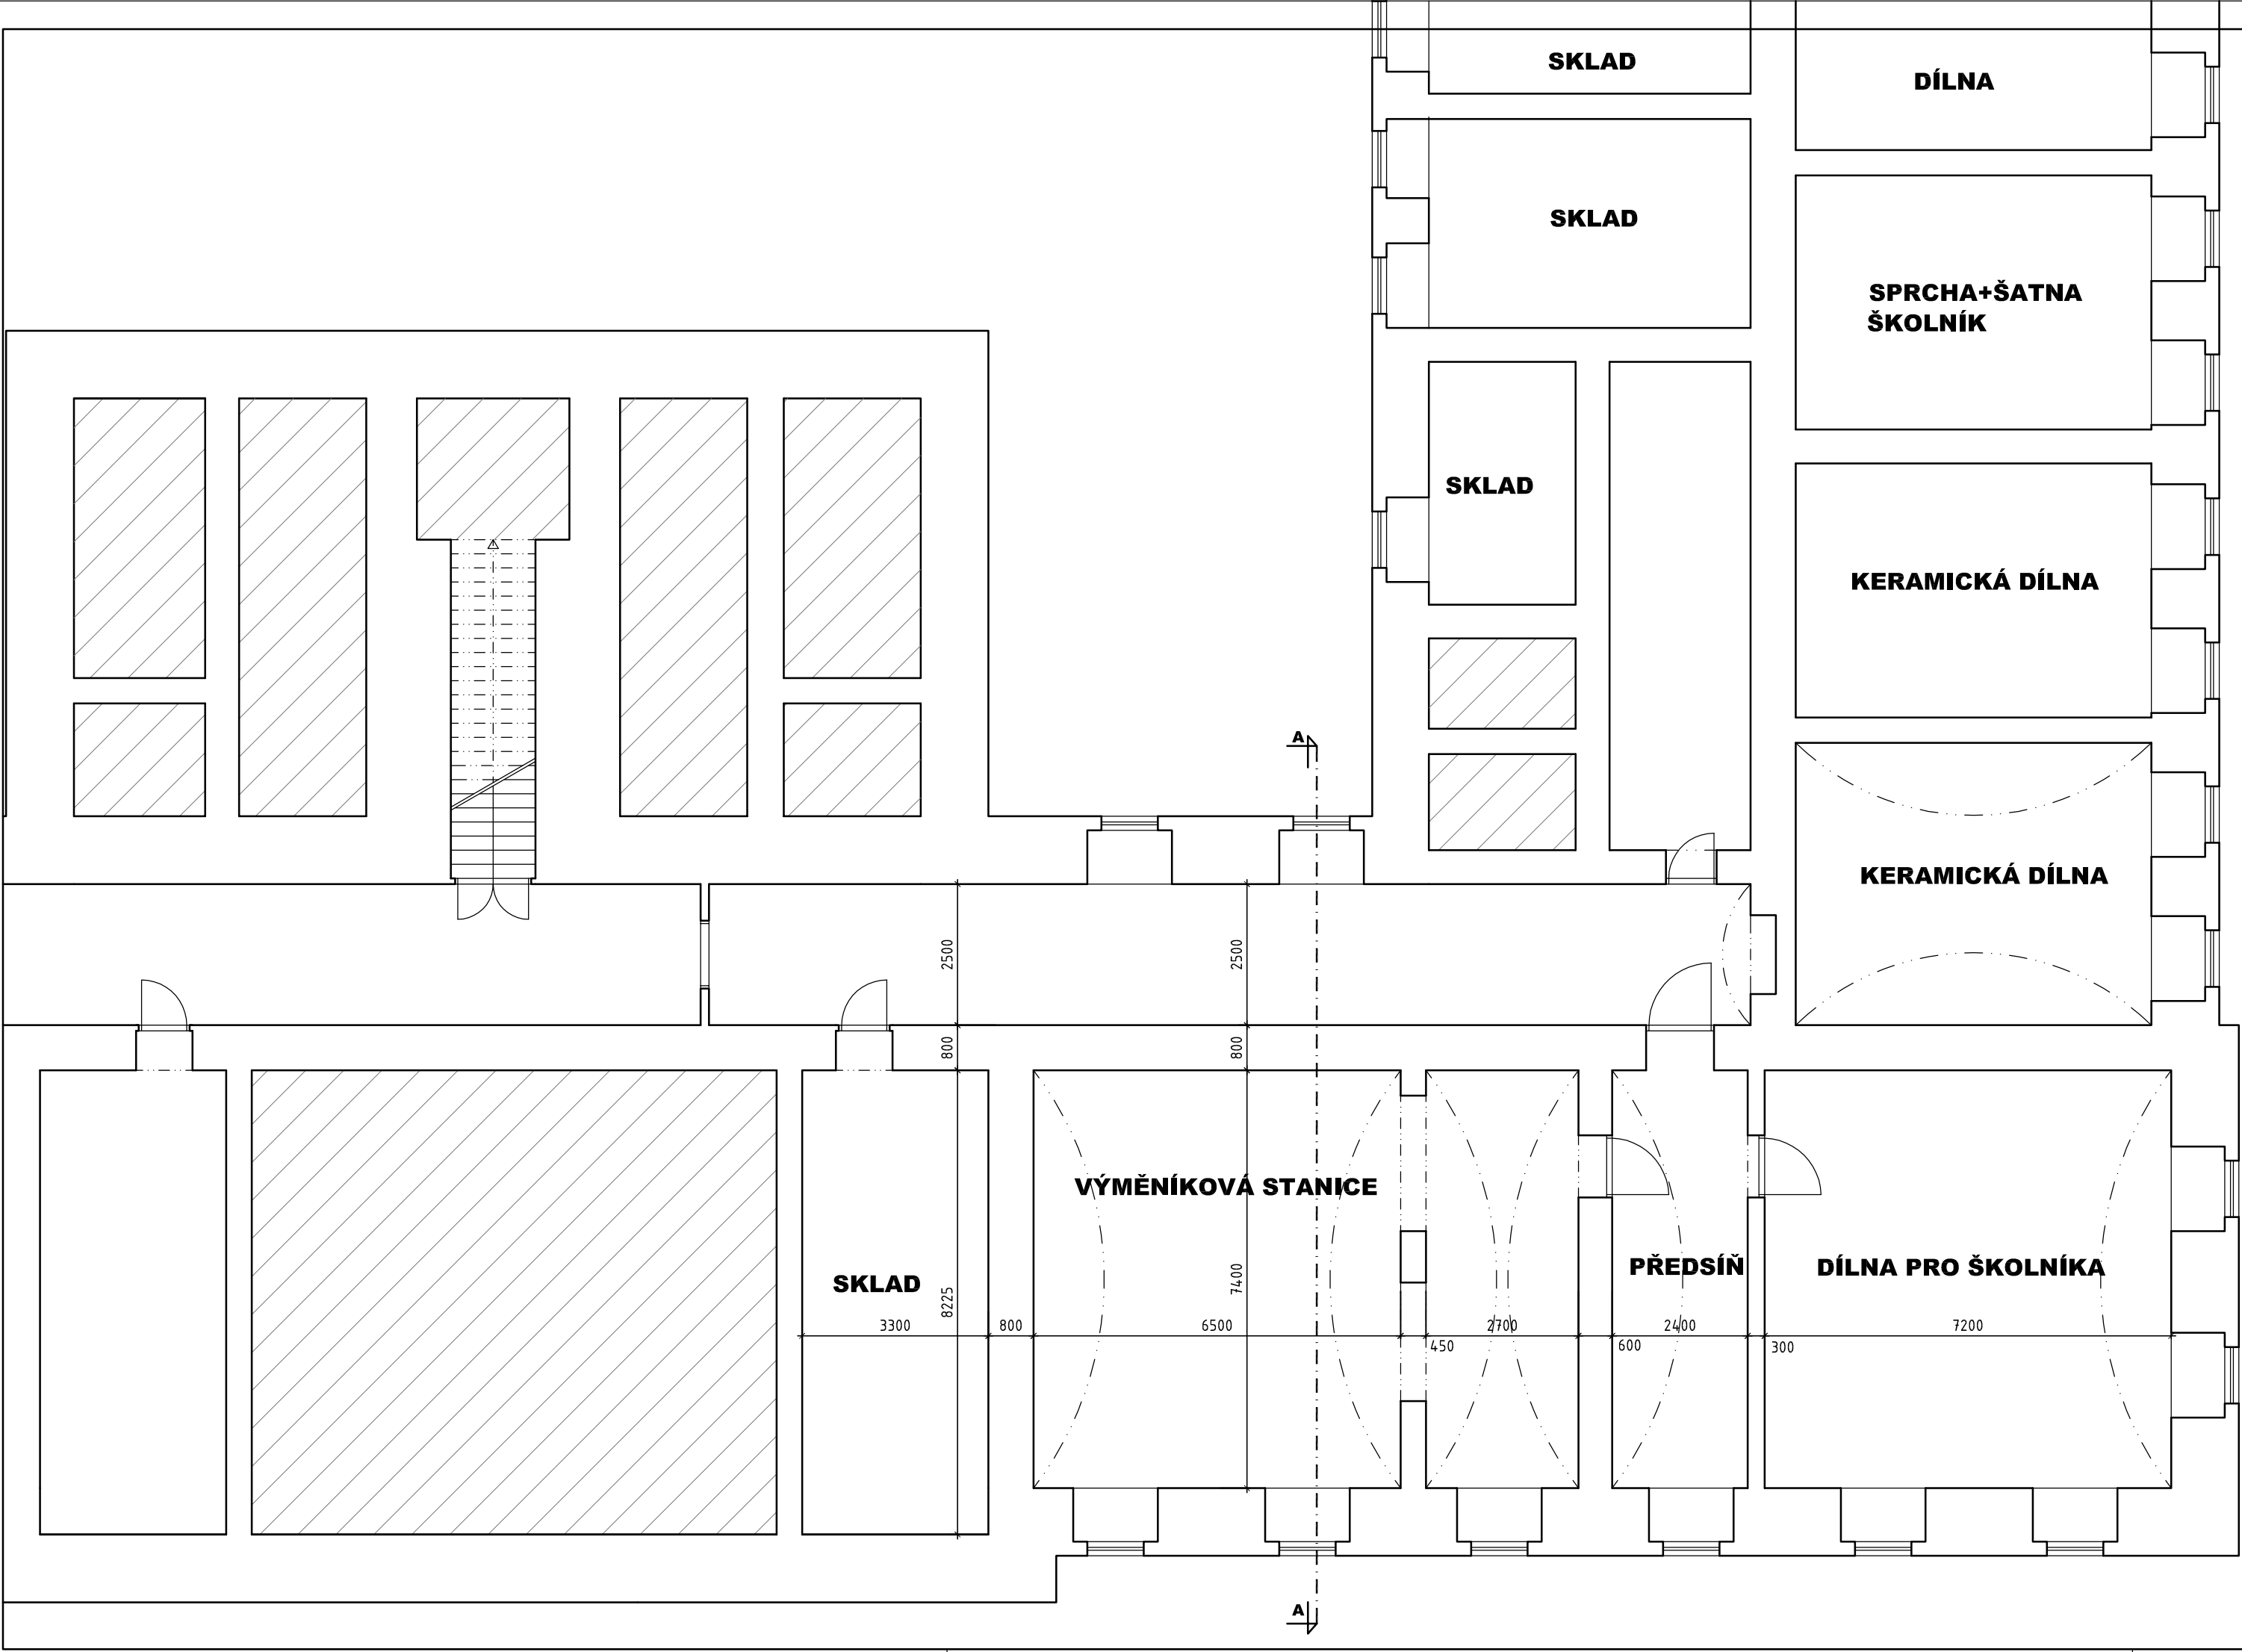 SKLAD
DÍLNA
SKLAD
SPRCHA+ŠATNA
ŠKOLNÍK
SKLAD
KERAMICKÁ DÍLNA
A
KERAMICKÁ DÍLNA
2500
2500
800
800
VÝMĚNÍKOVÁ STANICE
PŘEDSÍŇ
DÍLNA PRO ŠKOLNÍKA
SKLAD
8225
7400
3300
800
6500
2700
2400
7200
450
600
300
A